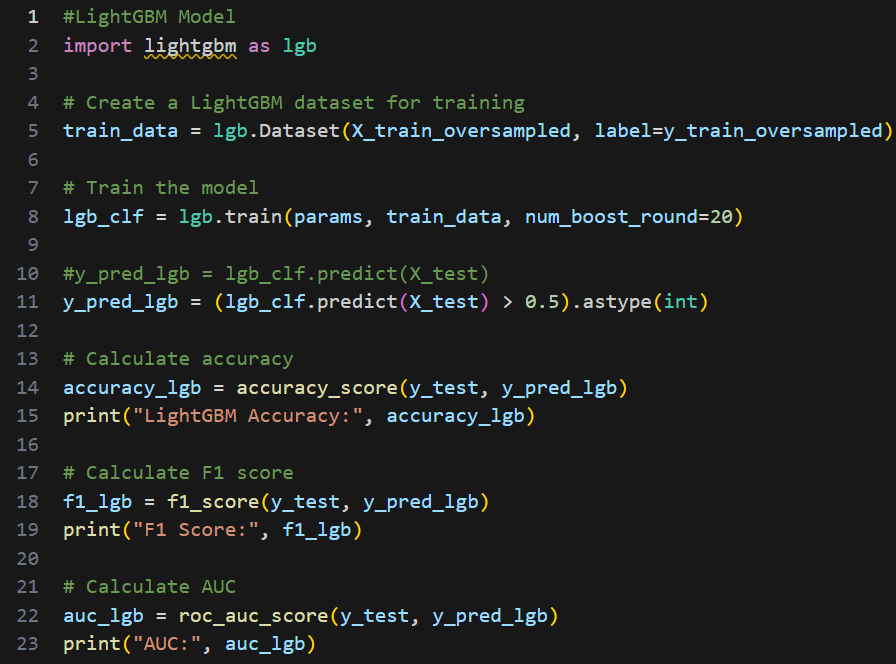 1 #LightGBM Model
2 import lightgbm as lgb
3
4 # Create a LightGBM dataset for training
5 train_data = lgb.Dataset(X_train_oversampled, label=y_train_oversampled)
6
7 # Train the model
8 lgb_clf = lgb.train(params, train_data, num_boost_round=20)
9
10 #y_pred_lgb = lgb_clf.predict(X_test)
11 y_pred_lgb = (lgb_clf.predict(X_test) > 0.5).astype(int)
12
13 # Calculate accuracy
14 accuracy_lgb = accuracy_score(y_test, y_pred_lgb)
15 print("LightGBM Accuracy:", accuracy_lgb)
16
17 # Calculate F1 score
18 f1_lgb = f1_score(y_test, y_pred_lgb)
19 print("F1 Score:", f1_lgb)
20
21 # Calculate AUC
22 auc_lgb = roc_auc_score(y_test, y_pred_lgb)
23 print("AUC:", auc_lgb)